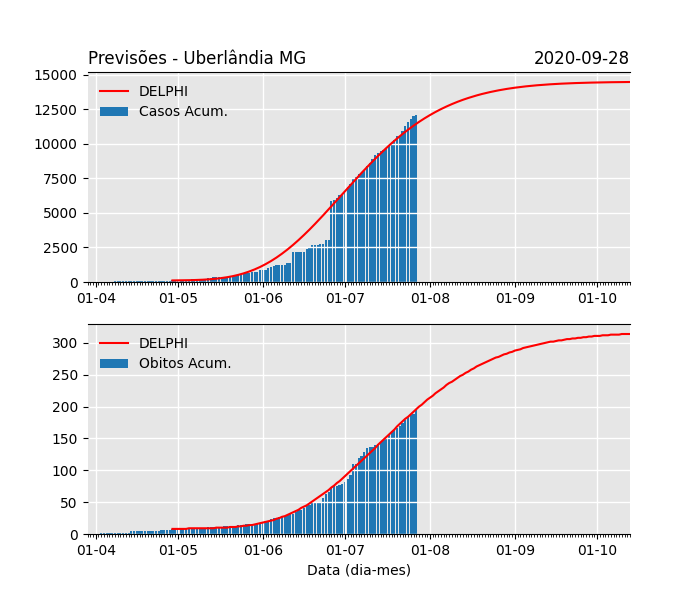 Previsões - Uberlândia MG 2020-09-28
15000
12500
10000
7500
5000
2500
0
DELPHI
Casos Acum.
01-04 01-05 01-06 01-07 01-08 01-09 01-10
300
250
200
150
100
50
0
DELPHI
Obitos Acum.
01-04 01-05 01-06 01-07 01-08 01-09 01-10
Data (dia-mes)